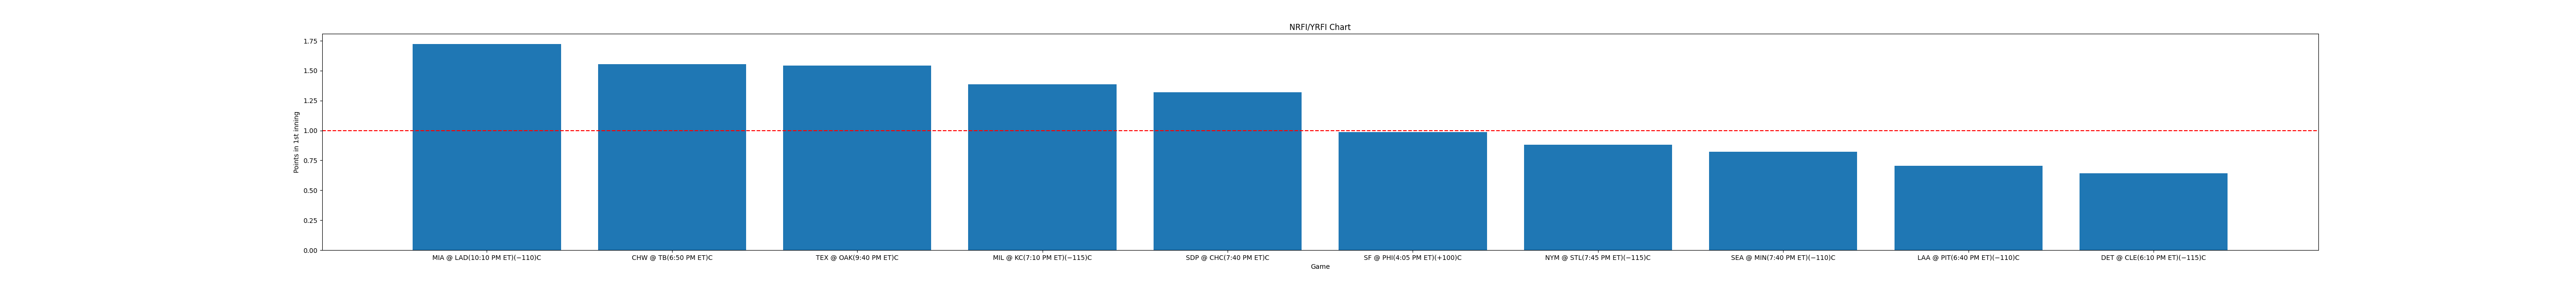 NRFI/YRFI Chart
Points in 1st inning
1.75
1.50
1.25
1.00
0.75
0.50
0.25
0.00
MIA @ LAD(10:10 PM ET)(−110)C
CHW @ TB(6:50 PM ET)C
TEX @ OAK(9:40 PM ET)C
MIL @ KC(7:10 PM ET)(−115)C
SDP @ CHC(7:40 PM ET)C
SF @ PHI(4:05 PM ET)(+100)C
NYM @ STL(7:45 PM ET)(−115)C
SEA @ MIN(7:40 PM ET)(−110)C
LAA @ PIT(6:40 PM ET)(−110)C
DET @ CLE(6:10 PM ET)(−115)C
Game